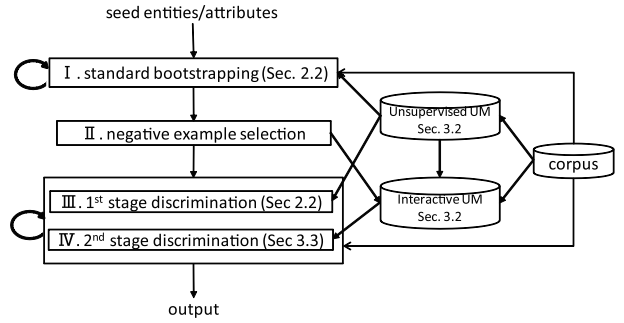 seed entities/attributes
Ⅰ. standard bootstrapping (Sec. 2.2)
Unsupervised UM
Sec. 3.2
Ⅱ. negative example selection
corpus
Ⅲ. 1st stage discrimination (Sec 2.2)
Interactive UM
Sec. 3.2
Ⅳ. 2nd stage discrimination (Sec 3.3)
output